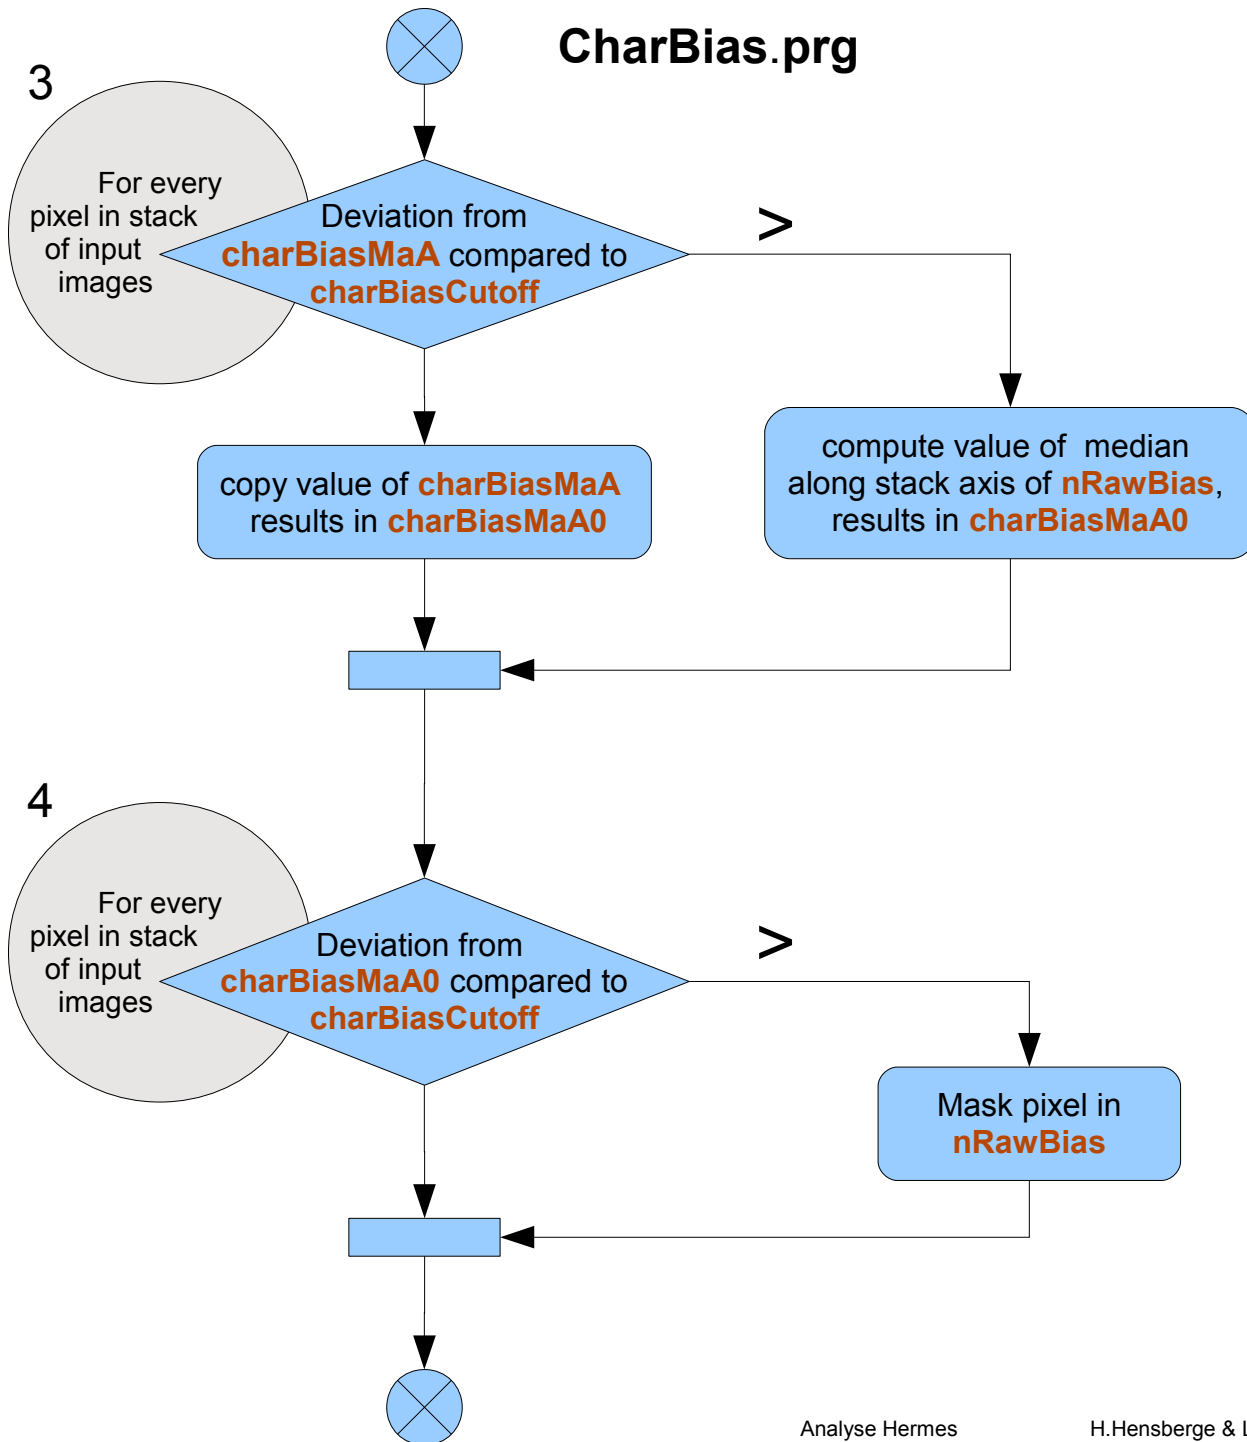 CharBias.prg
3
For every
pixel in stack
of input
images
Deviation from
charBiasMaA compared to
charBiasCutoff
>
copy value of charBiasMaA
results in charBiasMaA0
compute value of median
along stack axis of nRawBias,
results in charBiasMaA0
4
For every
pixel in stack
of input
images
Deviation from
charBiasMaA0 compared to
charBiasCutoff
>
Mask pixel in
nRawBias
Analyse Hermes
H.Hensberge & L